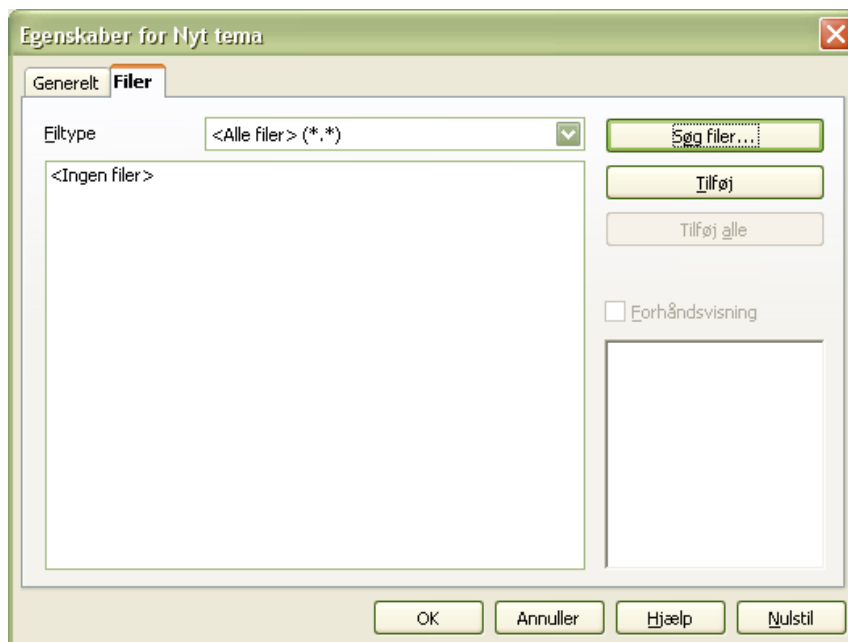 Egenskaber for Nyt tema
Generelt Filer
Filtype <Alle filer> (*.*) Søg filer...
<Ingen filer> Tilføj
Tilføj alle
Forhåndsvisning
OK Annuller Hjælp Nulstil